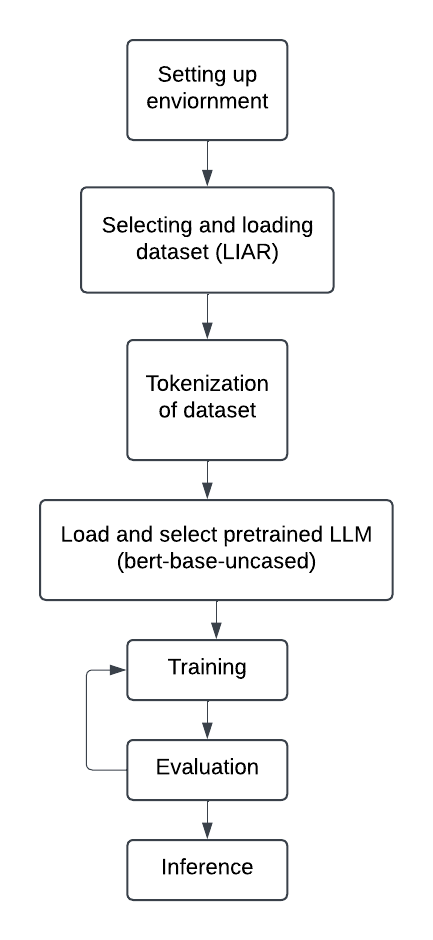 Setting up
enviornment
Selecting and loading
dataset (LIAR)
Tokenization
of dataset
Load and select pretrained LLM
(bert-base-uncased)
Training
Evaluation
Inference